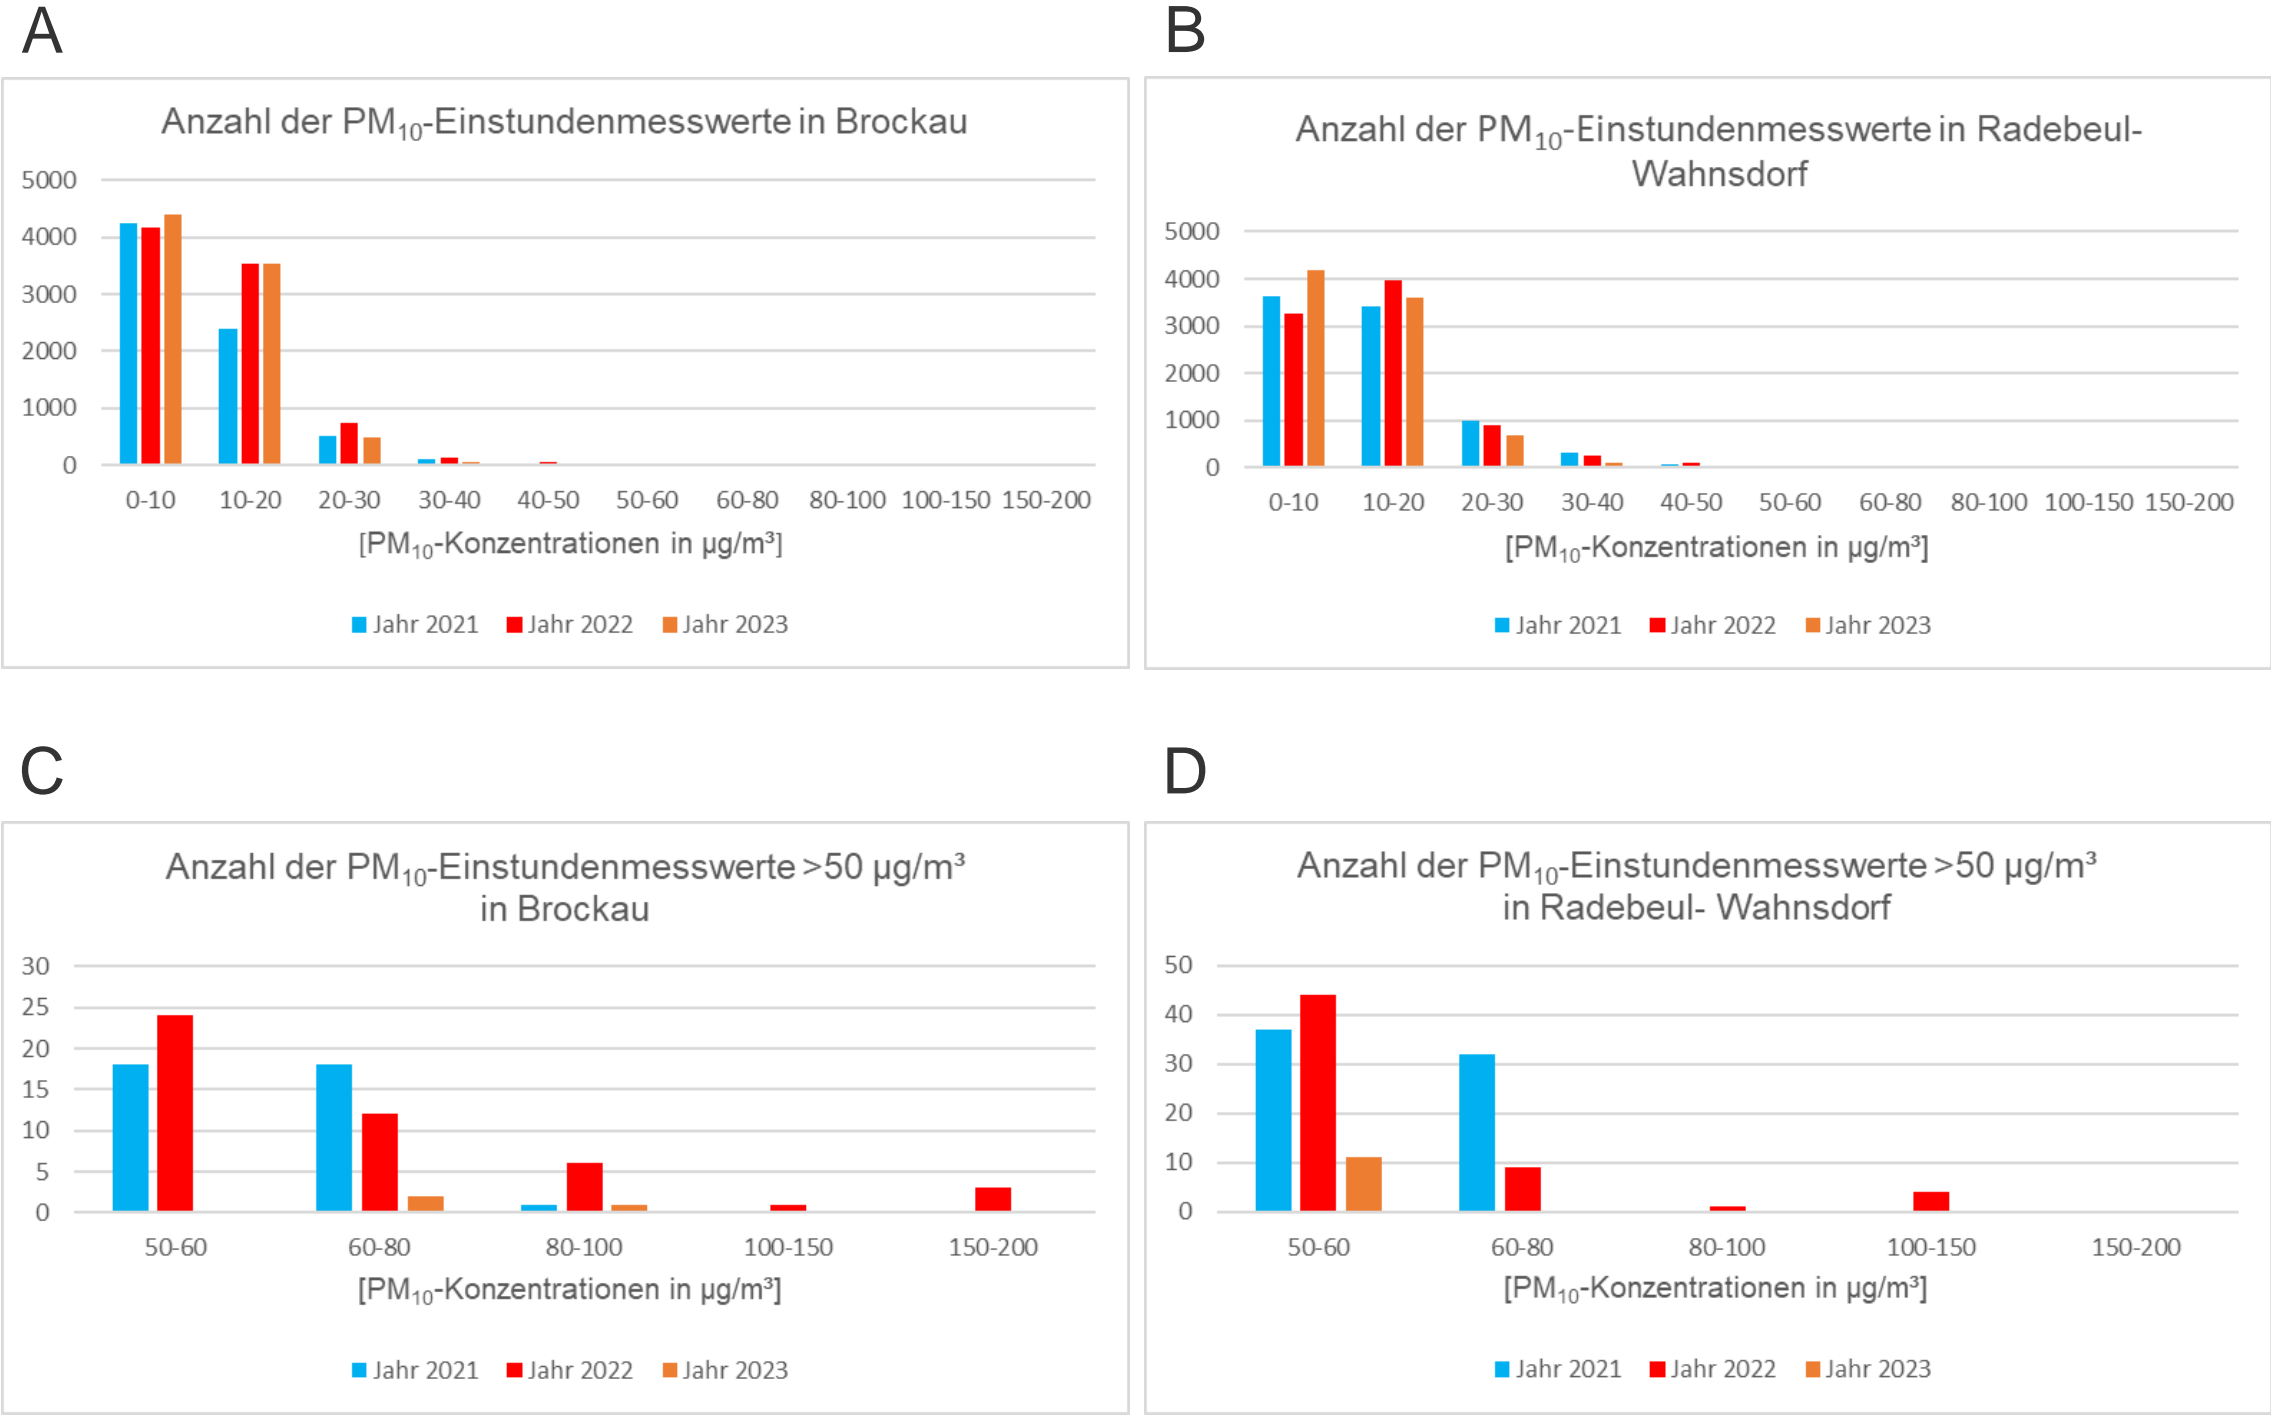 A
Anzahl der PM₁₀-Einstundenmesswerte in Brockau
5000
4000
3000
2000
1000
0
0-10 10-20 20-30 30-40 40-50 50-60 60-80 80-100 100-150 150-200
[PM₁₀-Konzentrationen in µg/m³]
Jahr 2021 Jahr 2022 Jahr 2023
B
Anzahl der PM₁₀-Einstundenmesswerte in Radebeul-
Wahnsdorf
5000
4000
3000
2000
1000
0
0-10 10-20 20-30 30-40 40-50 50-60 60-80 80-100 100-150 150-200
[PM₁₀-Konzentrationen in µg/m³]
Jahr 2021 Jahr 2022 Jahr 2023
C
Anzahl der PM₁₀-Einstundenmesswerte >50 µg/m³
in Brockau
30
25
20
15
10
5
0
50-60 60-80 80-100 100-150 150-200
[PM₁₀-Konzentrationen in µg/m³]
Jahr 2021 Jahr 2022 Jahr 2023
D
Anzahl der PM₁₀-Einstundenmesswerte >50 µg/m³
in Radebeul- Wahnsdorf
50
40
30
20
10
0
50-60 60-80 80-100 100-150 150-200
[PM₁₀-Konzentrationen in µg/m³]
Jahr 2021 Jahr 2022 Jahr 2023